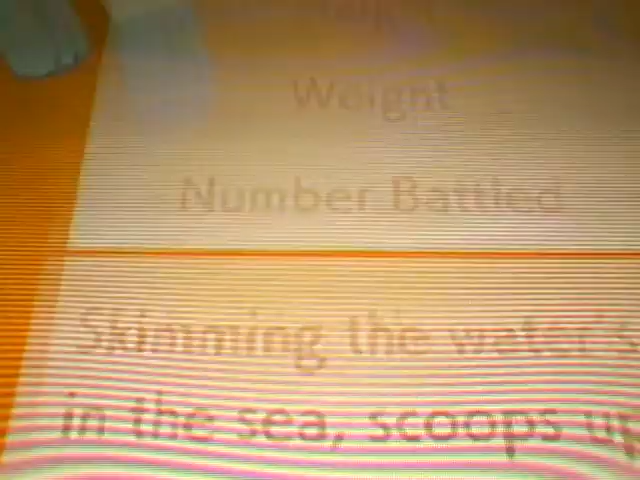 Weight
Number Battled
Skimming the water's
in the sea, scoops up